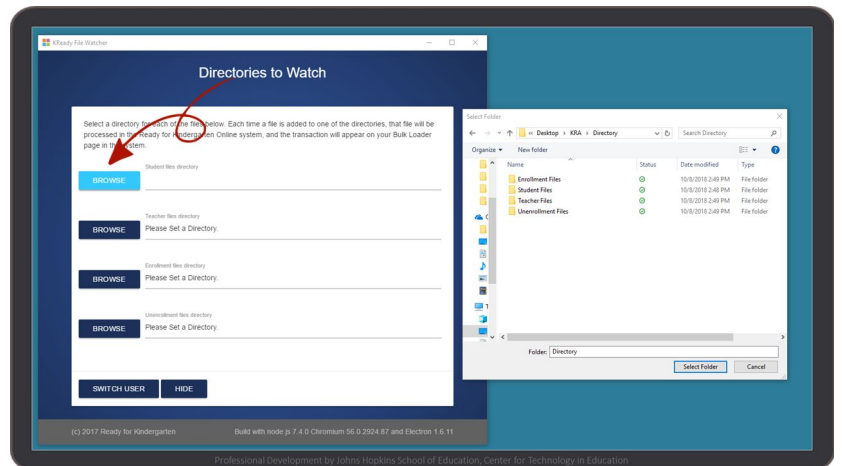 KReady File Watcher
Directories to Watch
Select a directory for each of the files below. Each time a file is added to one of the directories, that file will be
processed in the Ready for Kindergarten Online system, and the transaction will appear on your Bulk Loader
page in the system.
Student files directory
BROWSE
Teacher files directory
BROWSE Please Set a Directory.
Enrollment files directory
BROWSE Please Set a Directory.
Unenrollment files directory
BROWSE Please Set a Directory.
SWITCH USER HIDE
(c) 2017 Ready for Kindergarten Build with node.js 7.4.0 Chromium 56.0.2924.87 and Electron 1.6.11
Select Folder
« Desktop › KRA › Directory Search Directory
Organize New folder
Name Status Date modified Type
Enrollment Files 10/8/2018 2:49 PM File folder
Student Files 10/8/2018 2:48 PM File folder
Teacher Files 10/8/2018 2:49 PM File folder
Unenrollment Files 10/8/2018 2:49 PM File folder
Folder: Directory
Select Folder Cancel
Professional Development by Johns Hopkins School of Education, Center for Technology in Education